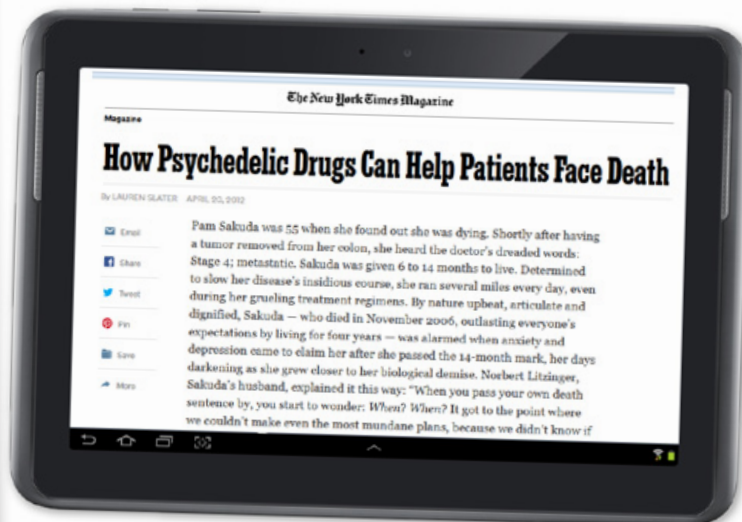 The New York Times Magazine
Magazine
How Psychedelic Drugs Can Help Patients Face Death
By LAUREN SLATER APRIL 20, 2012
Email
Share
Tweet
Pin
Save
More
Pam Sakuda was 55 when she found out she was dying. Shortly after having
a tumor removed from her colon, she heard the doctor's dreaded words:
Stage 4; metastatic. Sakuda was given 6 to 14 months to live. Determined
to slow her disease's insidious course, she ran several miles every day, even
during her grueling treatment regimens. By nature upbeat, articulate and
dignified, Sakuda — who died in November 2006, outlasting everyone's
expectations by living for four years — was alarmed when anxiety and
depression came to claim her after she passed the 14-month mark, her days
darkening as she grew closer to her biological demise. Norbert Litzinger,
Sakuda's husband, explained it this way: "When you pass your own death
sentence by, you start to wonder: When? When? It got to the point where
we couldn't make even the most mundane plans, because we didn't know if